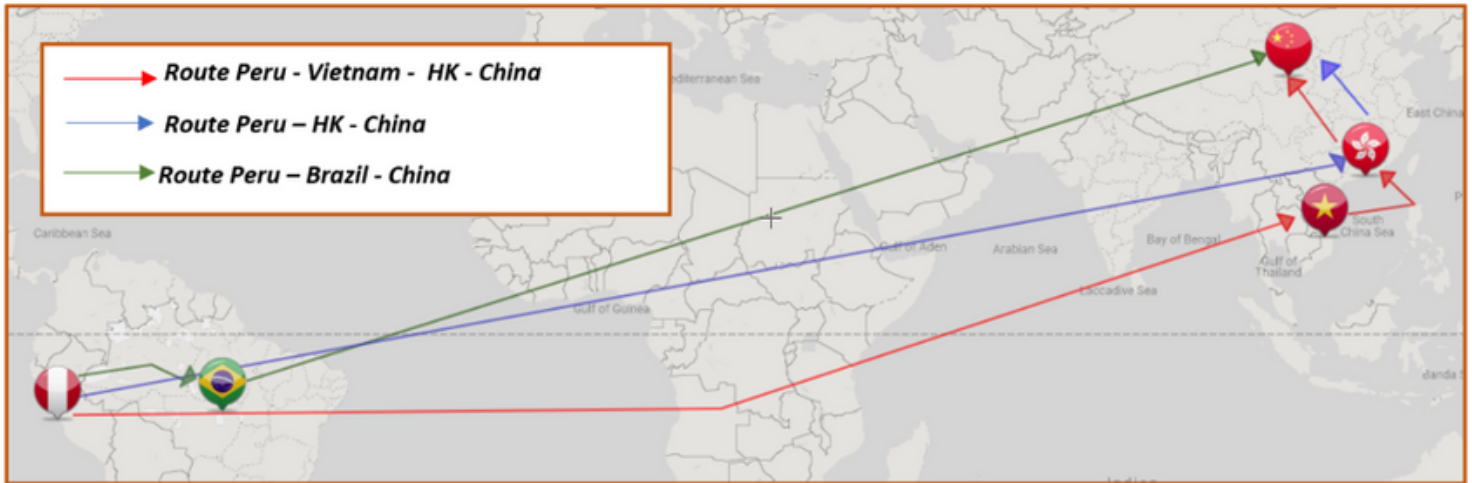 Route Peru - Vietnam - HK - China
Route Peru – HK - China
Route Peru – Brazil - China
Mediterranean Sea
East China
Caribbean Sea
South
China Sea
Gulf of Aden
Arabian Sea
Bay of Bengal
Gulf of
Thailand
Laccadive Sea
Gulf of Guinea
Banda